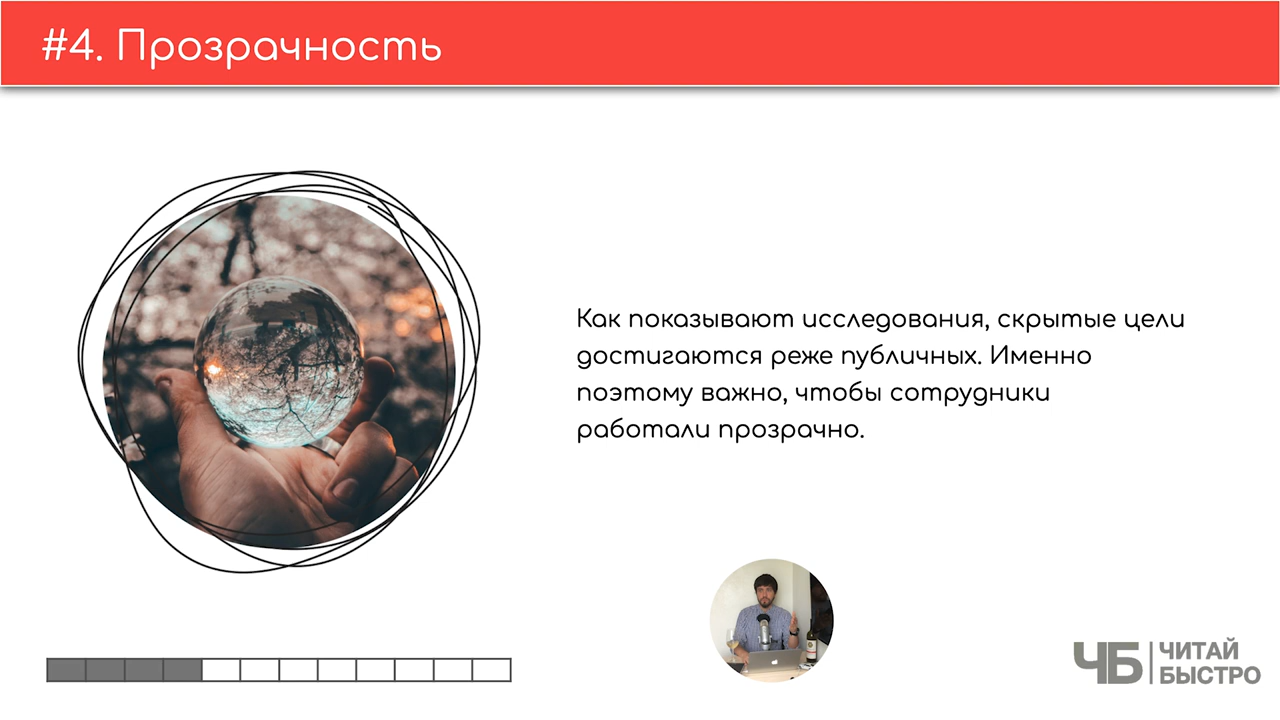 #4. Прозрачность
Как показывают исследования, скрытые цели
достигаются реже публичных. Именно
поэтому важно, чтобы сотрудники
работали прозрачно.
ЧБ
ЧИТАЙ
БЫСТРО